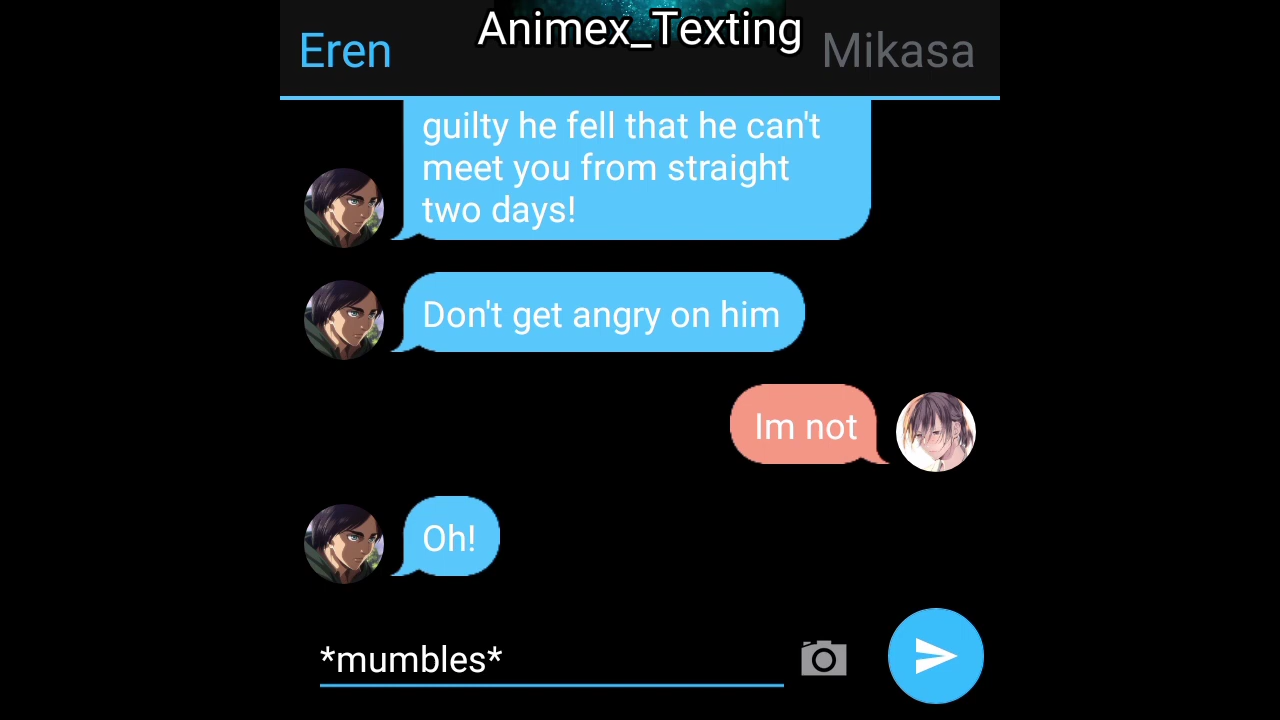 Animex_Texting
Eren
Mikasa
guilty he fell that he can't
meet you from straight
two days!
Don't get angry on him
Im not
Oh!
*mumbles*